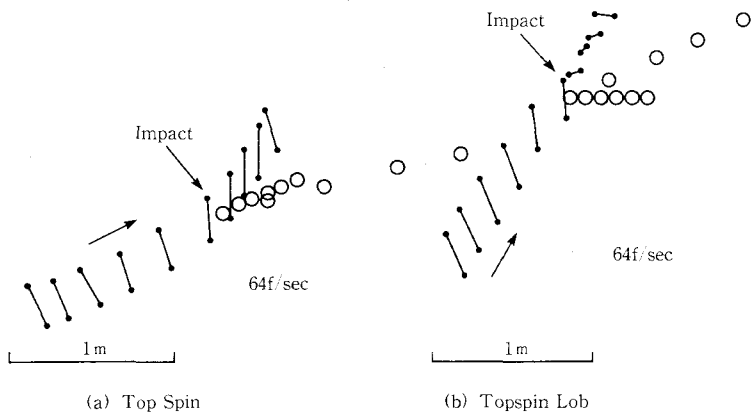 Impact
Impact
64f/sec
64f/sec
1m
1m
(a) Top Spin
(b) Topspin Lob